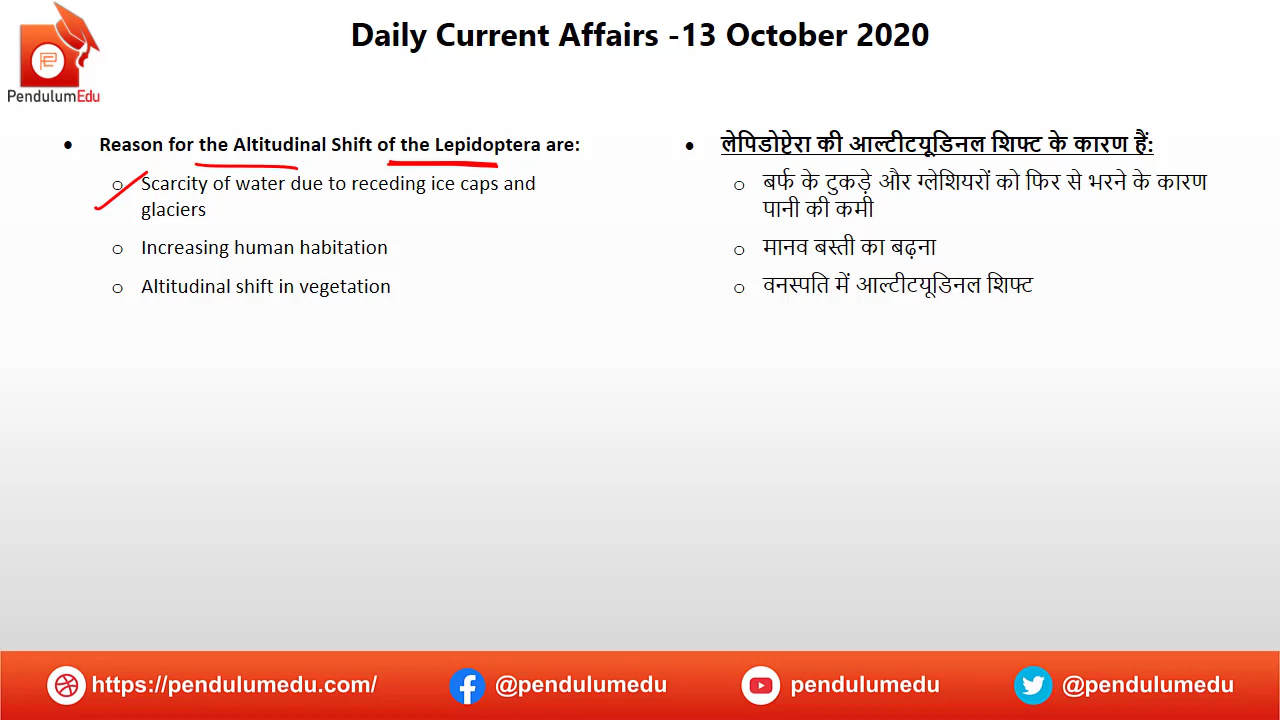 Daily Current Affairs -13 October 2020
PE
PendulumEdu
• Reason for the Altitudinal Shift of the Lepidoptera are:
o Scarcity of water due to receding ice caps and
glaciers
o Increasing human habitation
o Altitudinal shift in vegetation
• लेपिडोप्टेरा की आल्टीटयूडिनल शिफ्ट के कारण हैं:
o बर्फ के टुकड़े और ग्लेशियरों को फिर से भरने के कारण
पानी की कमी
o मानव बस्ती का बढ़ना
o वनस्पति में आल्टीटयूडिनल शिफ्ट
https://pendulumedu.com/
@pendulumedu
pendulumedu
@pendulumedu